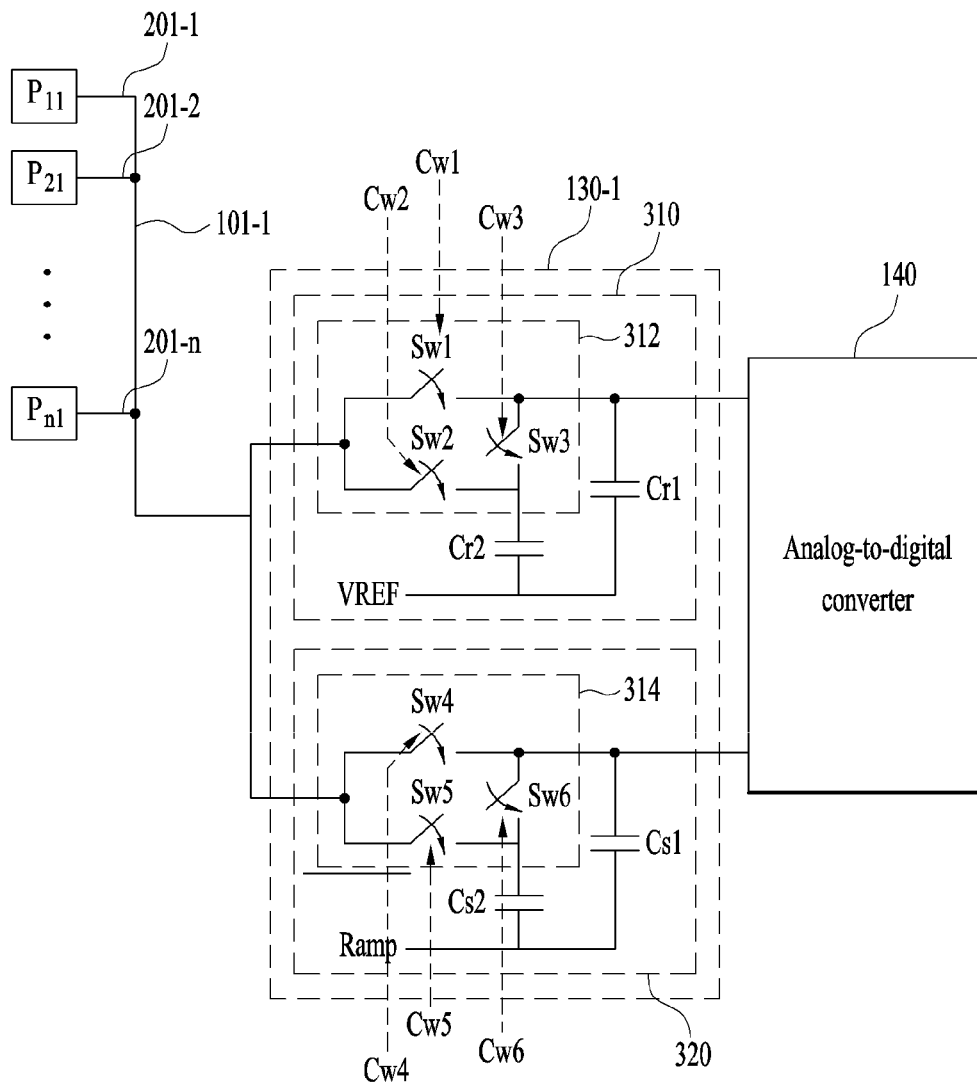 201-1
P11
201-2
P21
101-1
201-n
Pn1
Cw1
Cw2
Cw3
130-1
310
140
312
Sw1
Sw2
Sw3
Cr1
Cr2
VREF
Analog-to-digital
converter
314
Sw4
Sw5
Sw6
Cs1
Cs2
Ramp
Cw5
Cw4
Cw6
320